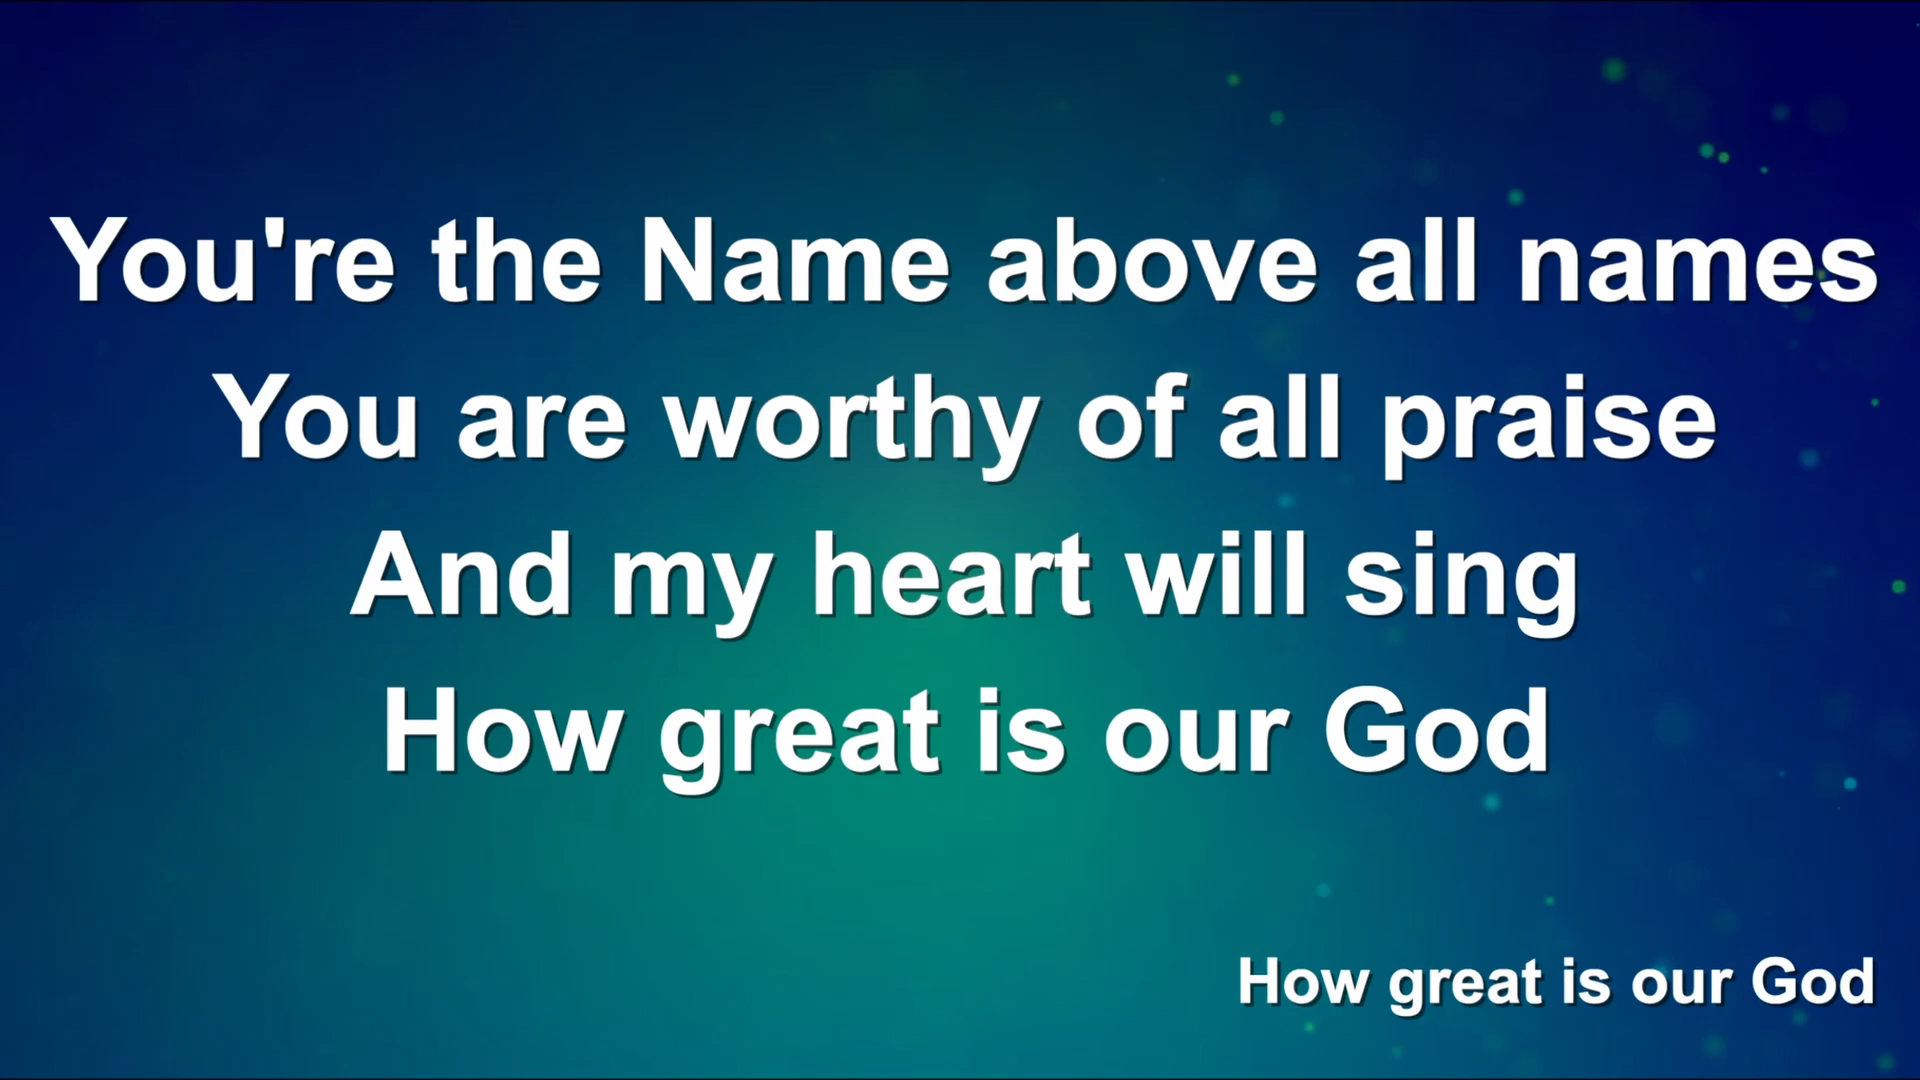 You're the Name above all names
You are worthy of all praise
And my heart will sing
How great is our God
How great is our God